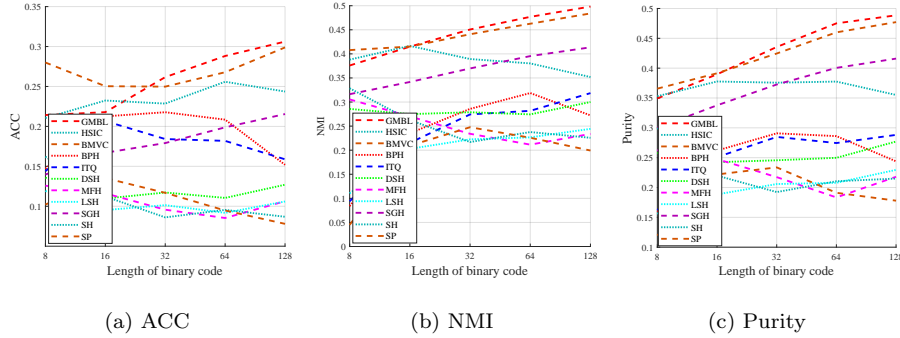 ACC
0.35
0.3
0.25
0.2
0.15
0.1
GMBL
HSIC
BMVC
BPH
ITQ
DSH
MFH
LSH
SGH
SH
SP
8
16
32
64
128
Length of binary code
(a) ACC
NMI
0.5
0.45
0.4
0.35
0.3
0.25
0.2
0.15
0.1
0.05
0
GMBL
HSIC
BMVC
BPH
ITQ
DSH
MFH
LSH
SGH
SH
SP
8
16
32
64
128
Length of binary code
(b) NMI
Purity
0.5
0.45
0.4
0.35
0.3
0.25
0.2
0.15
0.1
GMBL
HSIC
BMVC
BPH
ITQ
DSH
MFH
LSH
SGH
SH
SP
8
16
32
64
128
Length of binary code
(c) Purity